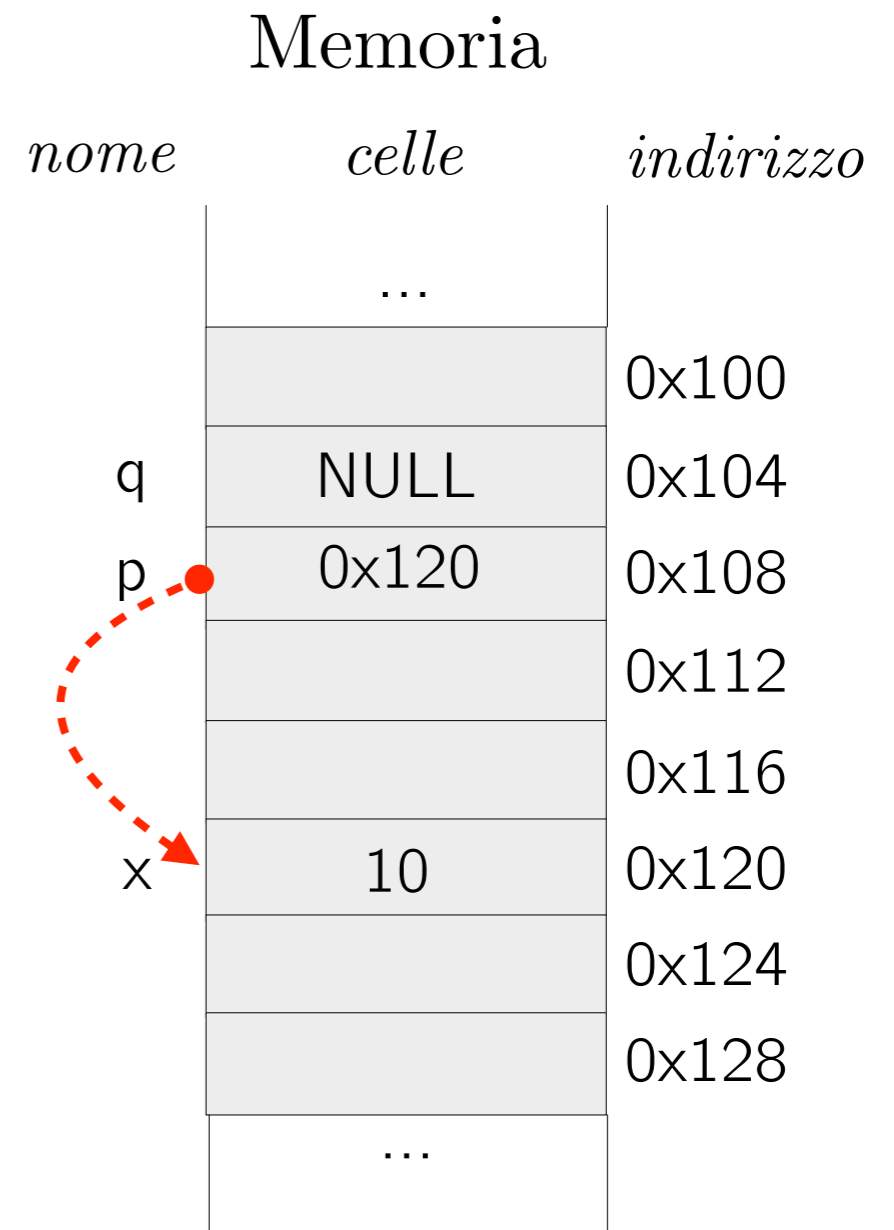 Memoria
nome celle indirizzo
...
0x100
q NULL 0x104
p 0x120 0x108
0x112
0x116
x 10 0x120
0x124
0x128
...